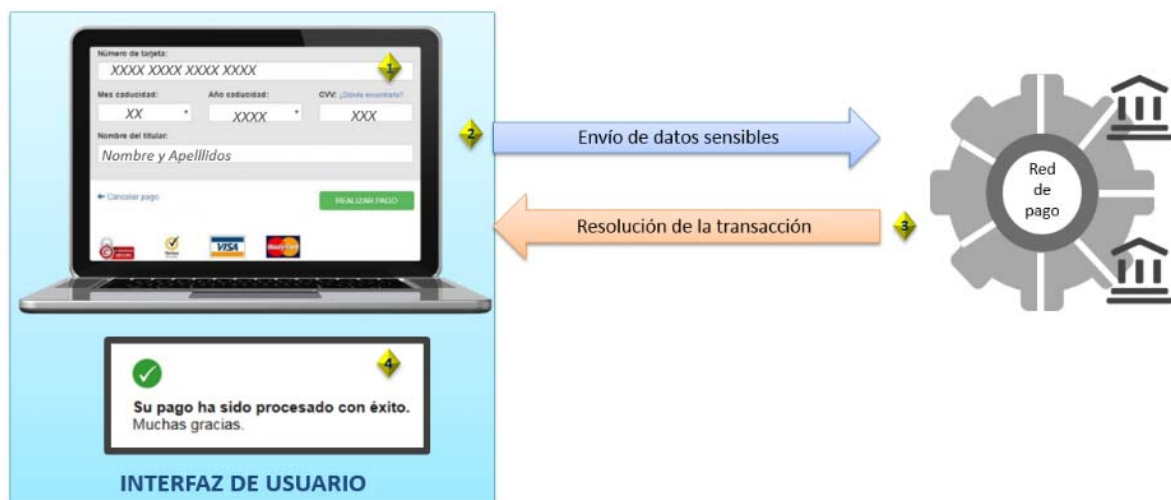 Número de tarjeta:
XXXX XXXX XXXX XXXX
1
Mes caducidad: Año caducidad: CVV: ¿Dónde encontrarlo?
XX XXXX XXX
Nombre del titular:
Nombre y Apelllidos
Cancelar pago
REALIZAR PAGO
VISA
MasterCard
2
Envío de datos sensibles
Resolución de la transacción
3
Red
de
pago
4
Su pago ha sido procesado con éxito.
Muchas gracias.
INTERFAZ DE USUARIO